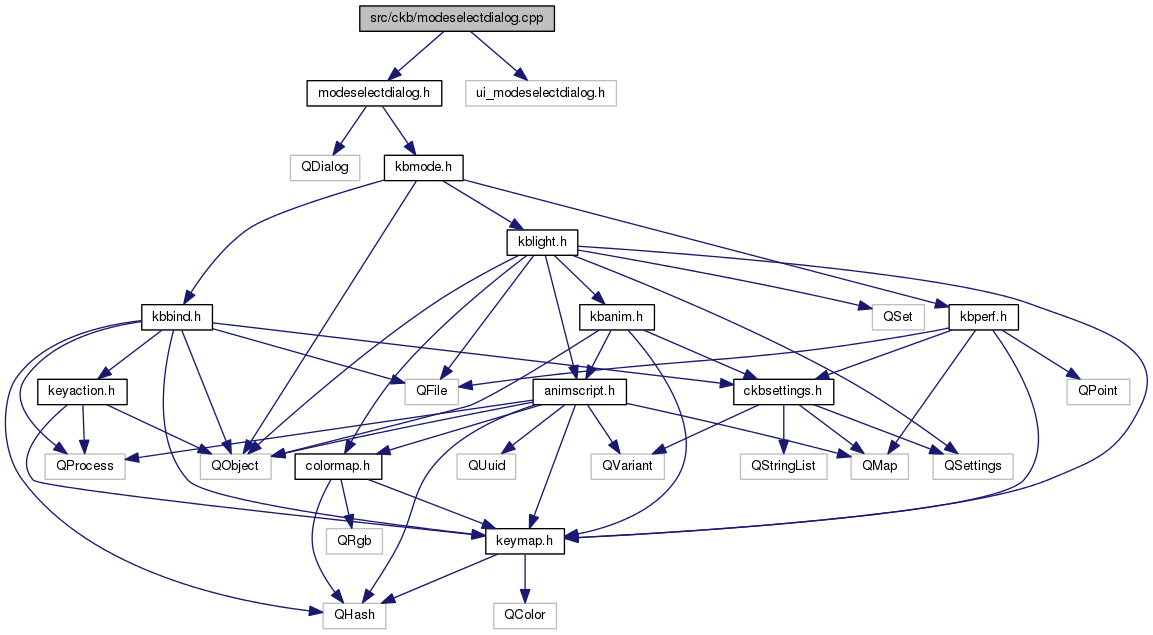 src/ckb/modeselectdialog.cpp
modeselectdialog.h
ui_modeselectdialog.h
QDialog
kbmode.h
kblight.h
kbbind.h
kbanim.h
QSet
kbperf.h
keyaction.h
QFile
animscript.h
ckbsettings.h
QPoint
QProcess
QObject
colormap.h
QUuid
QVariant
QStringList
QMap
QSettings
QRgb
keymap.h
QHash
QColor